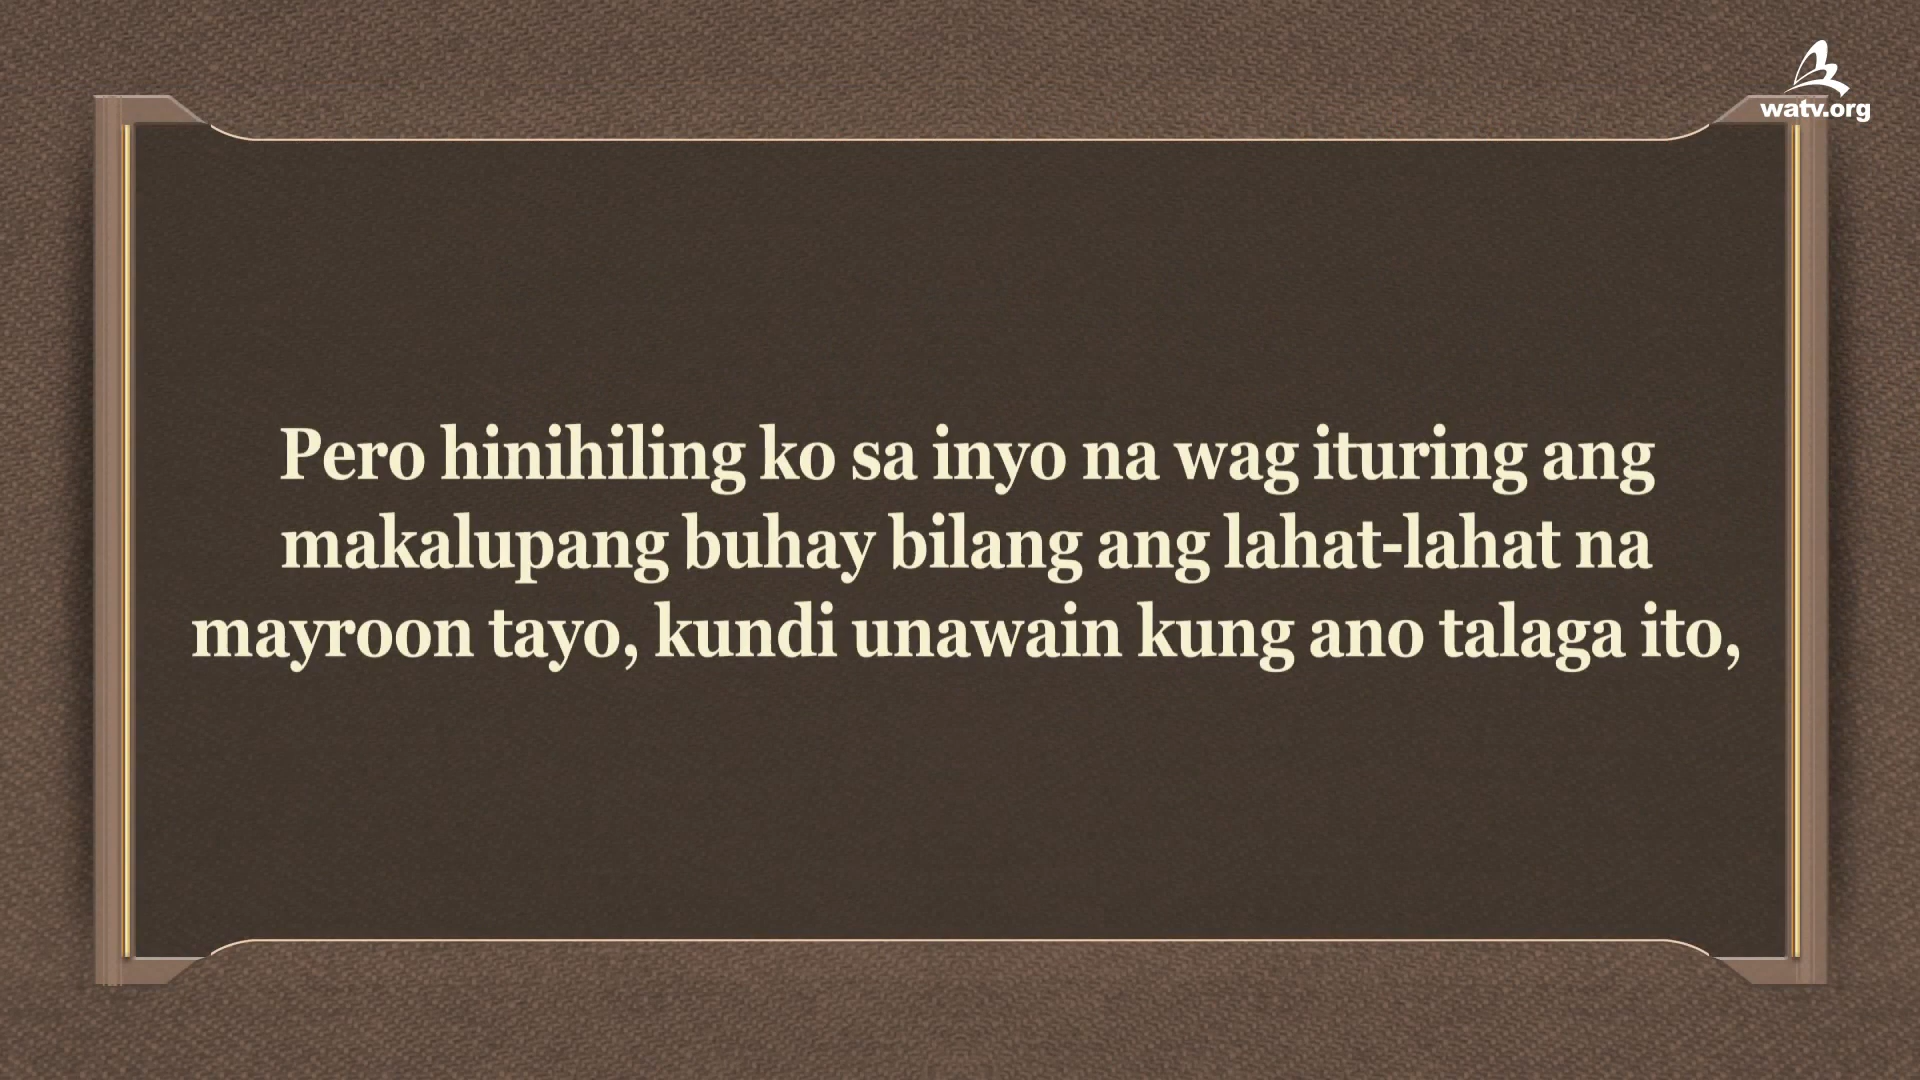 watv.org
Pero hinihiling ko sa inyo na wag ituring ang
makalupang buhay bilang ang lahat-lahat na
mayroon tayo, kundi unawain kung ano talaga ito,